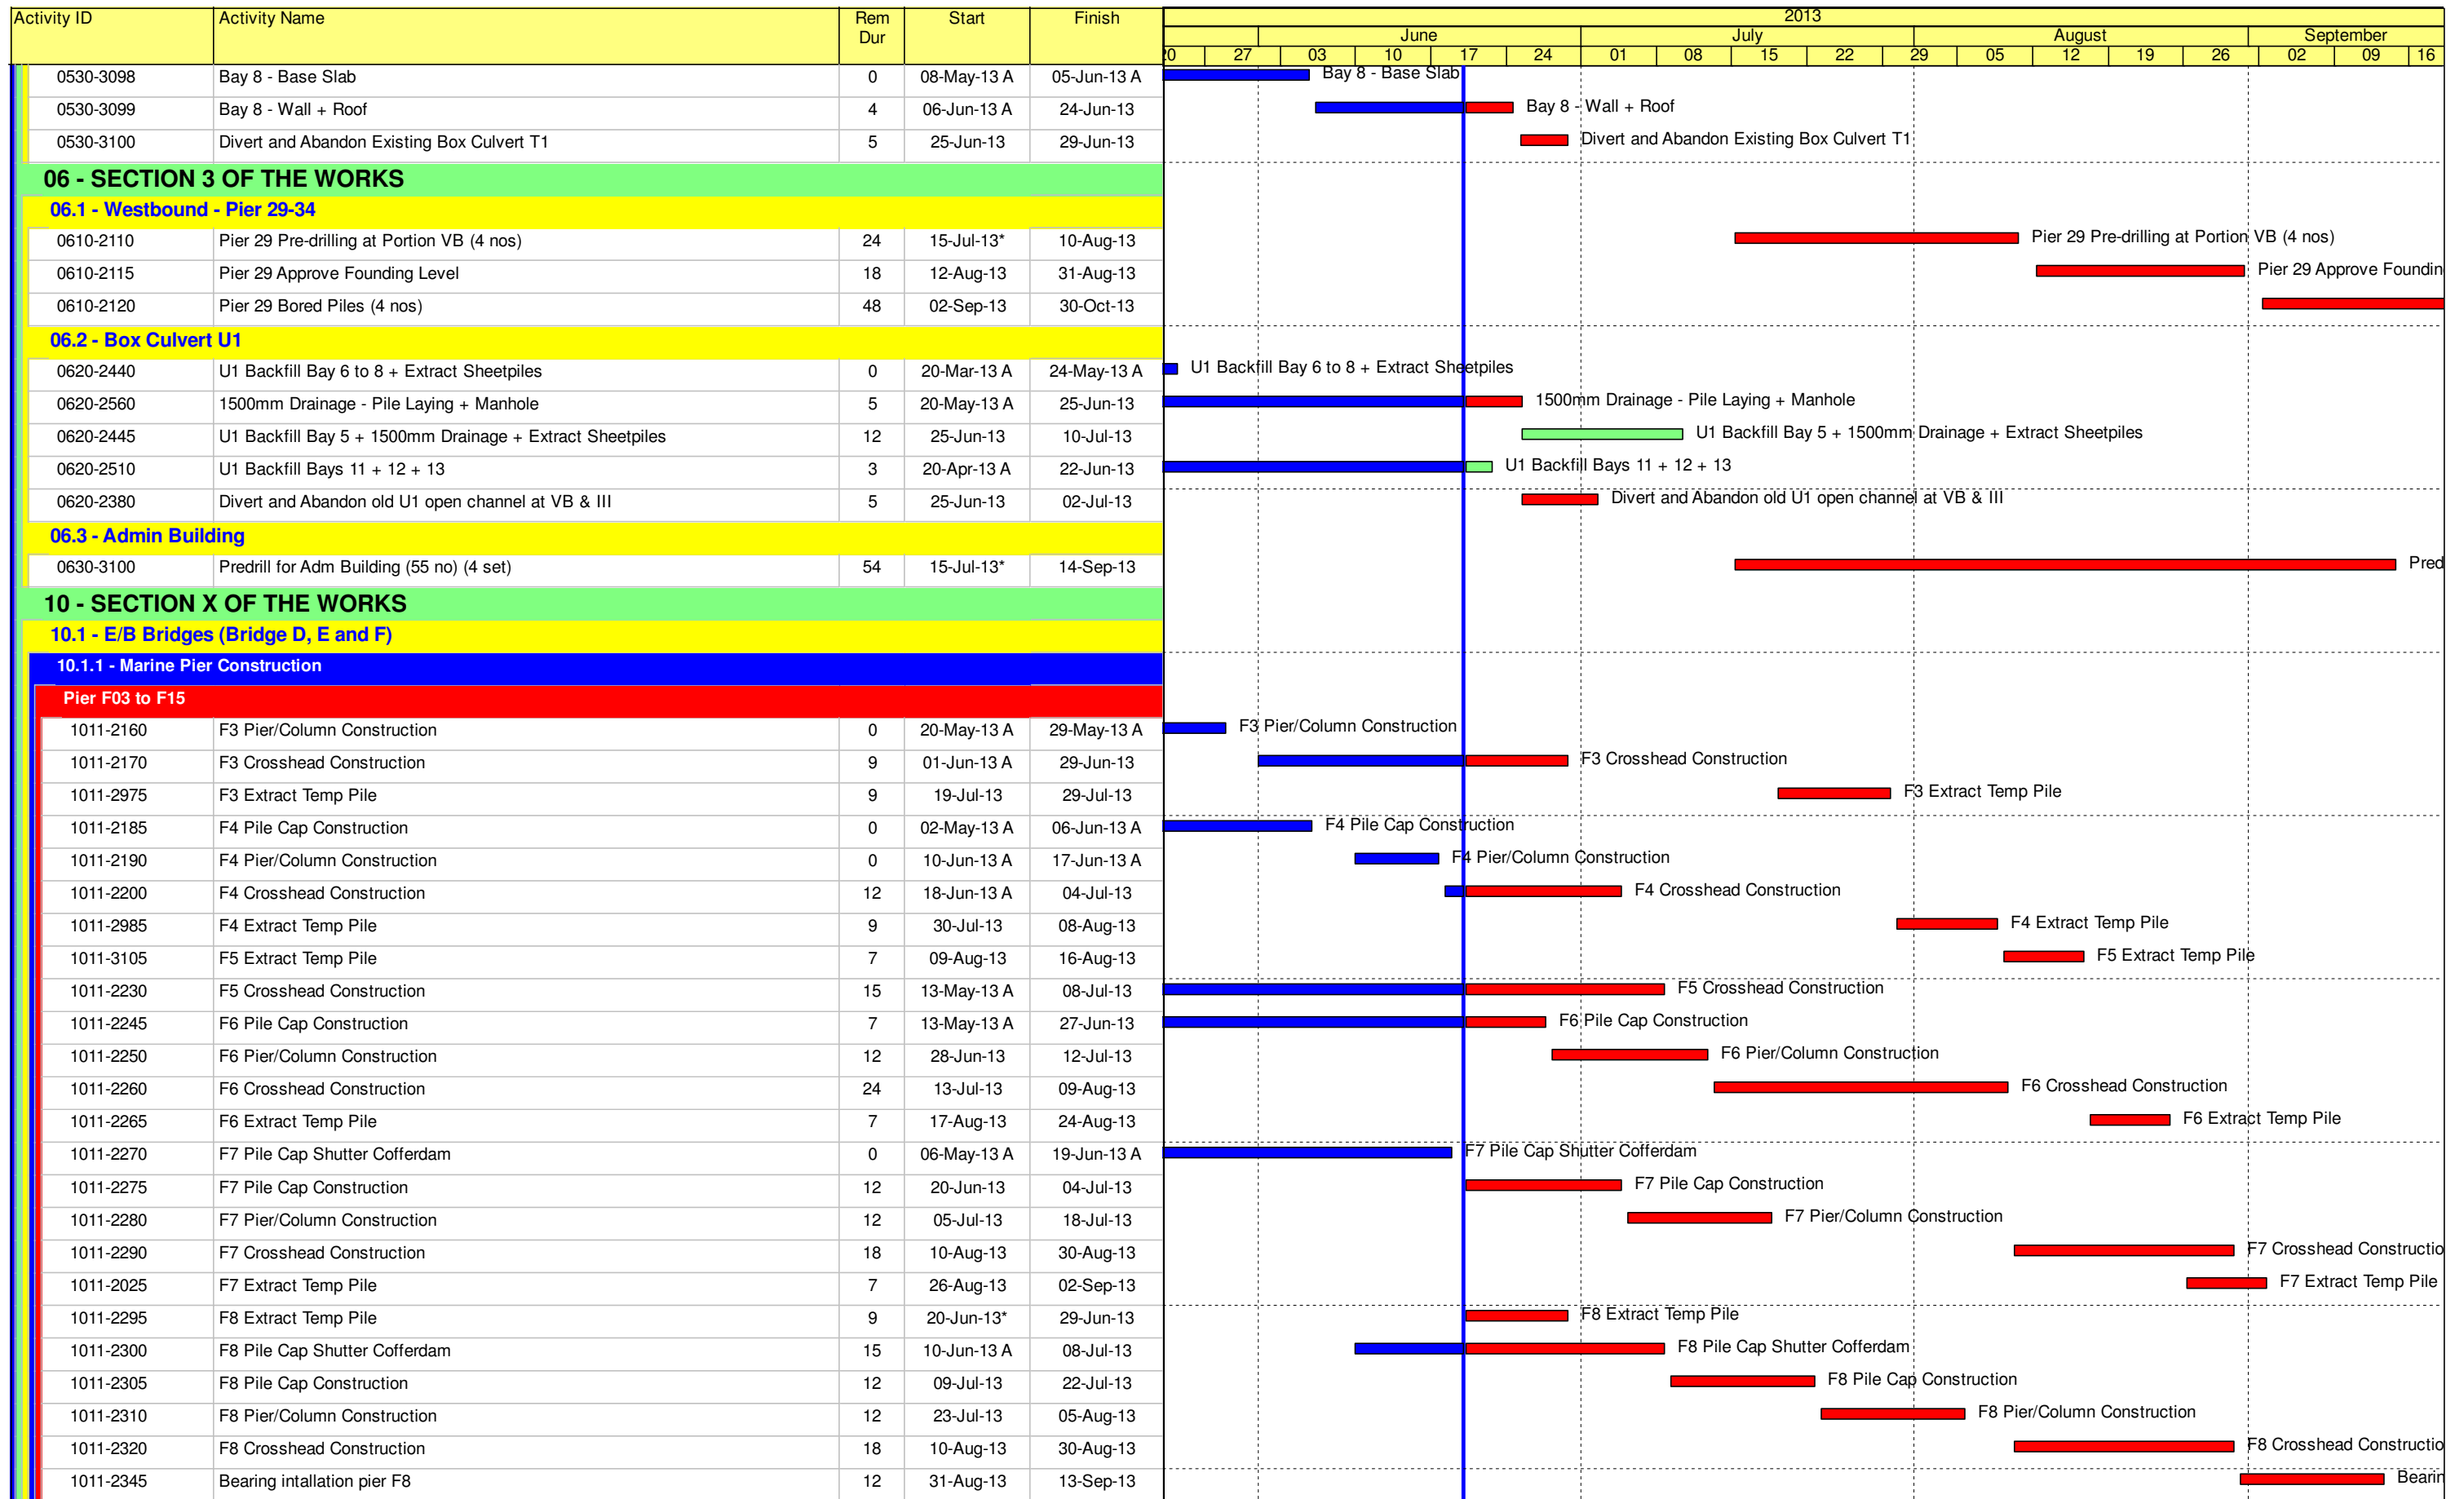 Activity ID Activity Name Rem Dur Start Finish 2013
June July August September
20 27 03 10 17 24 01 08 15 22 29 05 12 19 26 02 09 16
0530-3098 Bay 8 - Base Slab 0 08-May-13 A 05-Jun-13 A Bay 8 - Base Slab
0530-3099 Bay 8 - Wall + Roof 4 06-Jun-13 A 24-Jun-13 Bay 8 - Wall + Roof
0530-3100 Divert and Abandon Existing Box Culvert T1 5 25-Jun-13 29-Jun-13 Divert and Abandon Existing Box Culvert T1
06 - SECTION 3 OF THE WORKS
06.1 - Westbound - Pier 29-34
0610-2110 Pier 29 Pre-drilling at Portion VB (4 nos) 24 15-Jul-13* 10-Aug-13 Pier 29 Pre-drilling at Portion VB (4 nos)
0610-2115 Pier 29 Approve Founding Level 18 12-Aug-13 31-Aug-13 Pier 29 Approve Foundin
0610-2120 Pier 29 Bored Piles (4 nos) 48 02-Sep-13 30-Oct-13
06.2 - Box Culvert U1
0620-2440 U1 Backfill Bay 6 to 8 + Extract Sheetpiles 0 20-Mar-13 A 24-May-13 A U1 Backfill Bay 6 to 8 + Extract Sheetpiles
0620-2560 1500mm Drainage - Pile Laying + Manhole 5 20-May-13 A 25-Jun-13 1500mm Drainage - Pile Laying + Manhole
0620-2445 U1 Backfill Bay 5 + 1500mm Drainage + Extract Sheetpiles 12 25-Jun-13 10-Jul-13 U1 Backfill Bay 5 + 1500mm Drainage + Extract Sheetpiles
0620-2510 U1 Backfill Bays 11 + 12 + 13 3 20-Apr-13 A 22-Jun-13 U1 Backfill Bays 11 + 12 + 13
0620-2380 Divert and Abandon old U1 open channel at VB & III 5 25-Jun-13 02-Jul-13 Divert and Abandon old U1 open channel at VB & III
06.3 - Admin Building
0630-3100 Predrill for Adm Building (55 no) (4 set) 54 15-Jul-13* 14-Sep-13 Pred
10 - SECTION X OF THE WORKS
10.1 - E/B Bridges (Bridge D, E and F)
10.1.1 - Marine Pier Construction
Pier F03 to F15
1011-2160 F3 Pier/Column Construction 0 20-May-13 A 29-May-13 A F3 Pier/Column Construction
1011-2170 F3 Crosshead Construction 9 01-Jun-13 A 29-Jun-13 F3 Crosshead Construction
1011-2975 F3 Extract Temp Pile 9 19-Jul-13 29-Jul-13 F3 Extract Temp Pile
1011-2185 F4 Pile Cap Construction 0 02-May-13 A 06-Jun-13 A F4 Pile Cap Construction
1011-2190 F4 Pier/Column Construction 0 10-Jun-13 A 17-Jun-13 A F4 Pier/Column Construction
1011-2200 F4 Crosshead Construction 12 18-Jun-13 A 04-Jul-13 F4 Crosshead Construction
1011-2985 F4 Extract Temp Pile 9 30-Jul-13 08-Aug-13 F4 Extract Temp Pile
1011-3105 F5 Extract Temp Pile 7 09-Aug-13 16-Aug-13 F5 Extract Temp Pile
1011-2230 F5 Crosshead Construction 15 13-May-13 A 08-Jul-13 F5 Crosshead Construction
1011-2245 F6 Pile Cap Construction 7 13-May-13 A 27-Jun-13 F6 Pile Cap Construction
1011-2250 F6 Pier/Column Construction 12 28-Jun-13 12-Jul-13 F6 Pier/Column Construction
1011-2260 F6 Crosshead Construction 24 13-Jul-13 09-Aug-13 F6 Crosshead Construction
1011-2265 F6 Extract Temp Pile 7 17-Aug-13 24-Aug-13 F6 Extract Temp Pile
1011-2270 F7 Pile Cap Shutter Cofferdam 0 06-May-13 A 19-Jun-13 A F7 Pile Cap Shutter Cofferdam
1011-2275 F7 Pile Cap Construction 12 20-Jun-13 04-Jul-13 F7 Pile Cap Construction
1011-2280 F7 Pier/Column Construction 12 05-Jul-13 18-Jul-13 F7 Pier/Column Construction
1011-2290 F7 Crosshead Construction 18 10-Aug-13 30-Aug-13 F7 Crosshead Constructio
1011-2025 F7 Extract Temp Pile 7 26-Aug-13 02-Sep-13 F7 Extract Temp Pile
1011-2295 F8 Extract Temp Pile 9 20-Jun-13* 29-Jun-13 F8 Extract Temp Pile
1011-2300 F8 Pile Cap Shutter Cofferdam 15 10-Jun-13 A 08-Jul-13 F8 Pile Cap Shutter Cofferdam
1011-2305 F8 Pile Cap Construction 12 09-Jul-13 22-Jul-13 F8 Pile Cap Construction
1011-2310 F8 Pier/Column Construction 12 23-Jul-13 05-Aug-13 F8 Pier/Column Construction
1011-2320 F8 Crosshead Construction 18 10-Aug-13 30-Aug-13 F8 Crosshead Constructio
1011-2345 Bearing intallation pier F8 12 31-Aug-13 13-Sep-13 Bearin